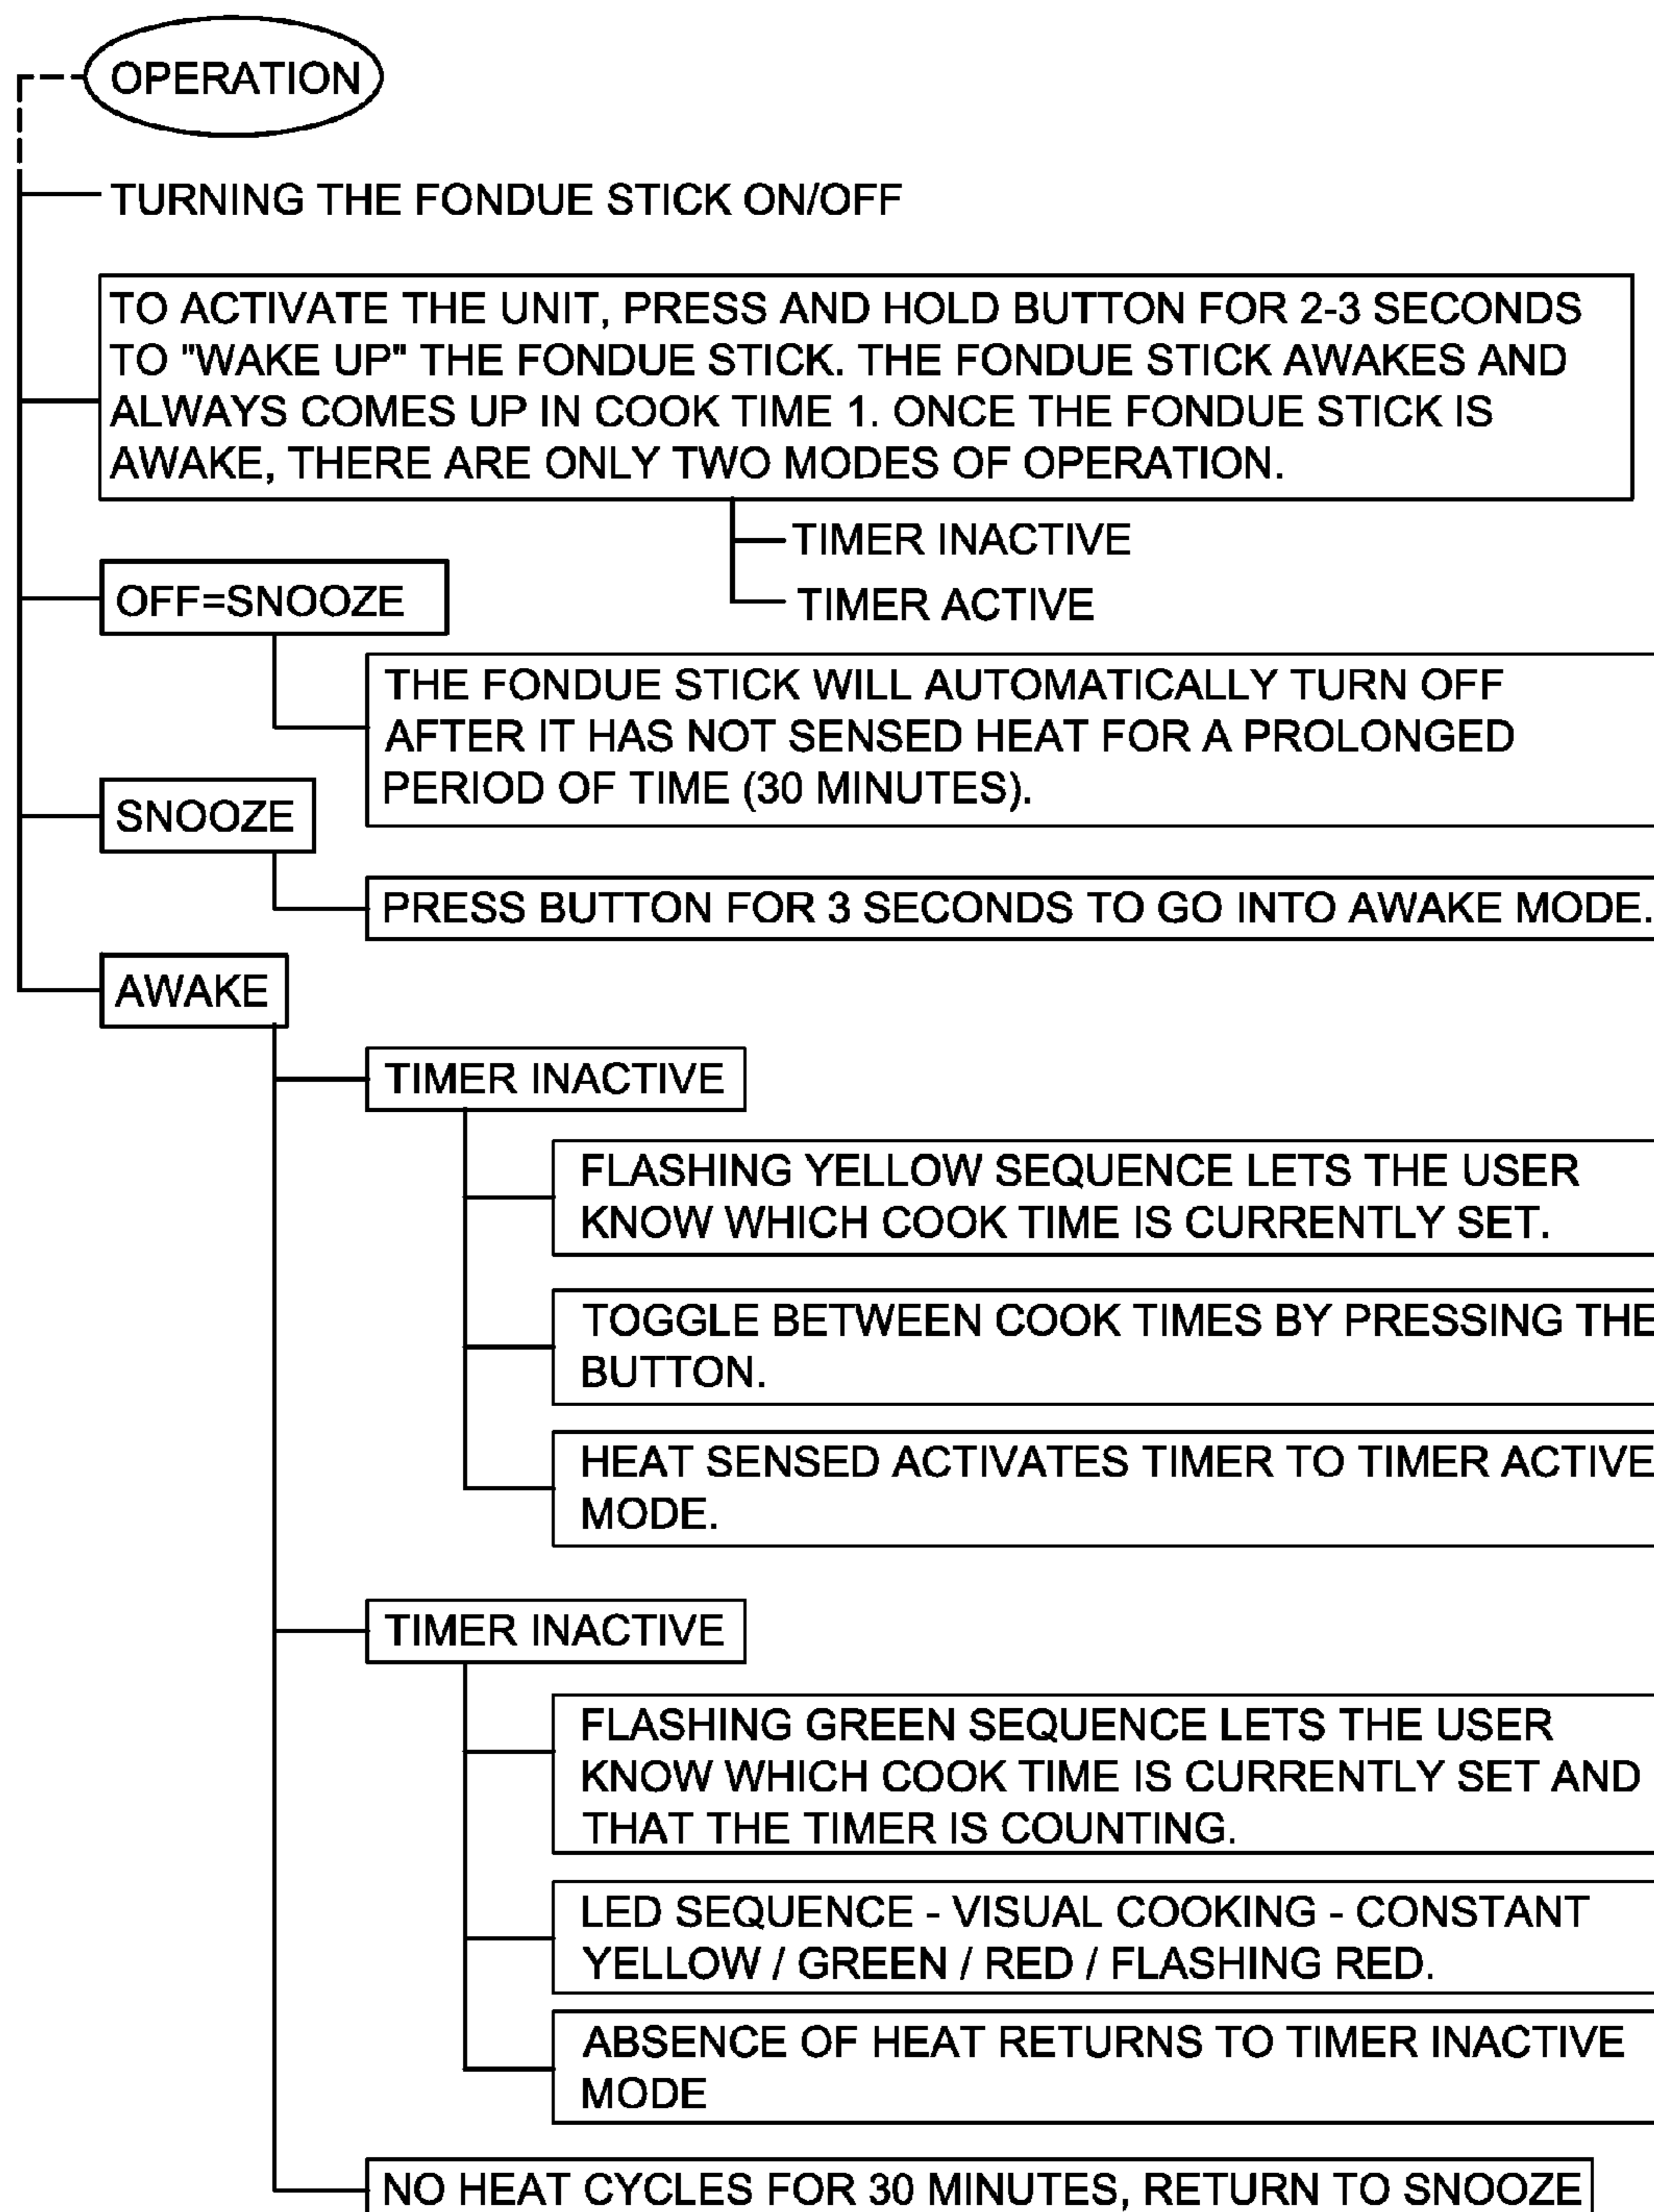 OPERATION
TURNING THE FONDUE STICK ON/OFF
TO ACTIVATE THE UNIT, PRESS AND HOLD BUTTON FOR 2-3 SECONDS
TO "WAKE UP" THE FONDUE STICK. THE FONDUE STICK AWAKES AND
ALWAYS COMES UP IN COOK TIME 1. ONCE THE FONDUE STICK IS
AWAKE, THERE ARE ONLY TWO MODES OF OPERATION.
TIMER INACTIVE
TIMER ACTIVE
OFF=SNOOZE
THE FONDUE STICK WILL AUTOMATICALLY TURN OFF
AFTER IT HAS NOT SENSED HEAT FOR A PROLONGED
PERIOD OF TIME (30 MINUTES).
SNOOZE
PRESS BUTTON FOR 3 SECONDS TO GO INTO AWAKE MODE.
AWAKE
TIMER INACTIVE
FLASHING YELLOW SEQUENCE LETS THE USER
KNOW WHICH COOK TIME IS CURRENTLY SET.
TOGGLE BETWEEN COOK TIMES BY PRESSING THE
BUTTON.
HEAT SENSED ACTIVATES TIMER TO TIMER ACTIVE
MODE.
TIMER INACTIVE
FLASHING GREEN SEQUENCE LETS THE USER
KNOW WHICH COOK TIME IS CURRENTLY SET AND
THAT THE TIMER IS COUNTING.
LED SEQUENCE - VISUAL COOKING - CONSTANT
YELLOW / GREEN / RED / FLASHING RED.
ABSENCE OF HEAT RETURNS TO TIMER INACTIVE
MODE
NO HEAT CYCLES FOR 30 MINUTES, RETURN TO SNOOZE